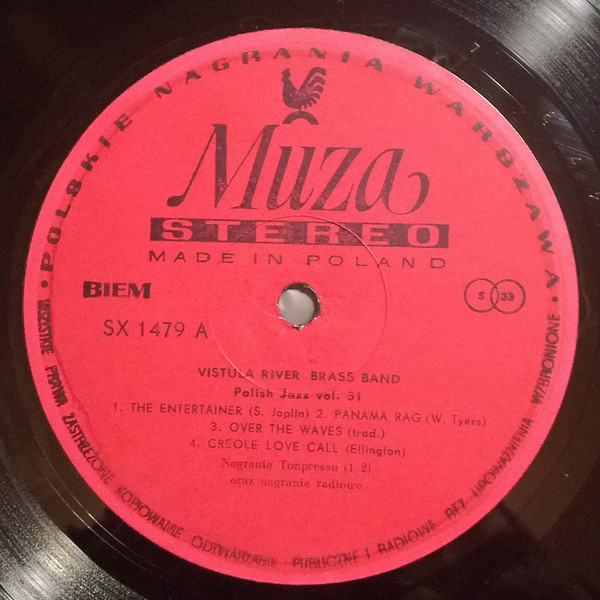 • POLSKIE NAGRANIA WARSZAWA •
Muza
STEREO
MADE IN POLAND
BIEM
S 33
SX 1479 A
VISTULA RIVER BRASS BAND
Polish Jazz vol. 51
1. THE ENTERTAINER (S. Joplin) 2. PANAMA RAG (W. Tyers)
3. OVER THE WAVES (trad.)
4. CREOLE LOVE CALL (Ellington)
Nagrania Tonpressu (1, 2)
oraz nagrania radiowe
WSZYSTKIE PRAWA ZASTRZEŻONE KOPIOWANIE ODTWARZANIE PUBLICZNE I RADIOWE BEZ UPOWAŻNIENIA WZBRONIONE